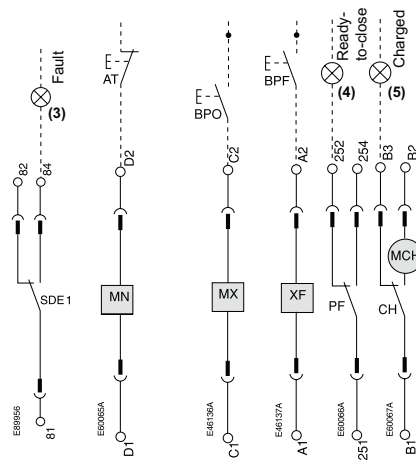 Fault
(3)
AT
BPO
BPF
Ready-
to-close
(4)
Charged
(5)
82
84
D2
C2
A2
252
254
B3
B2
SDE1
MN
MX
XF
PF
CH
MCH
E89956
81
E60065A
D1
E46136A
C1
E46137A
A1
E60066A
251
E60067A
B1